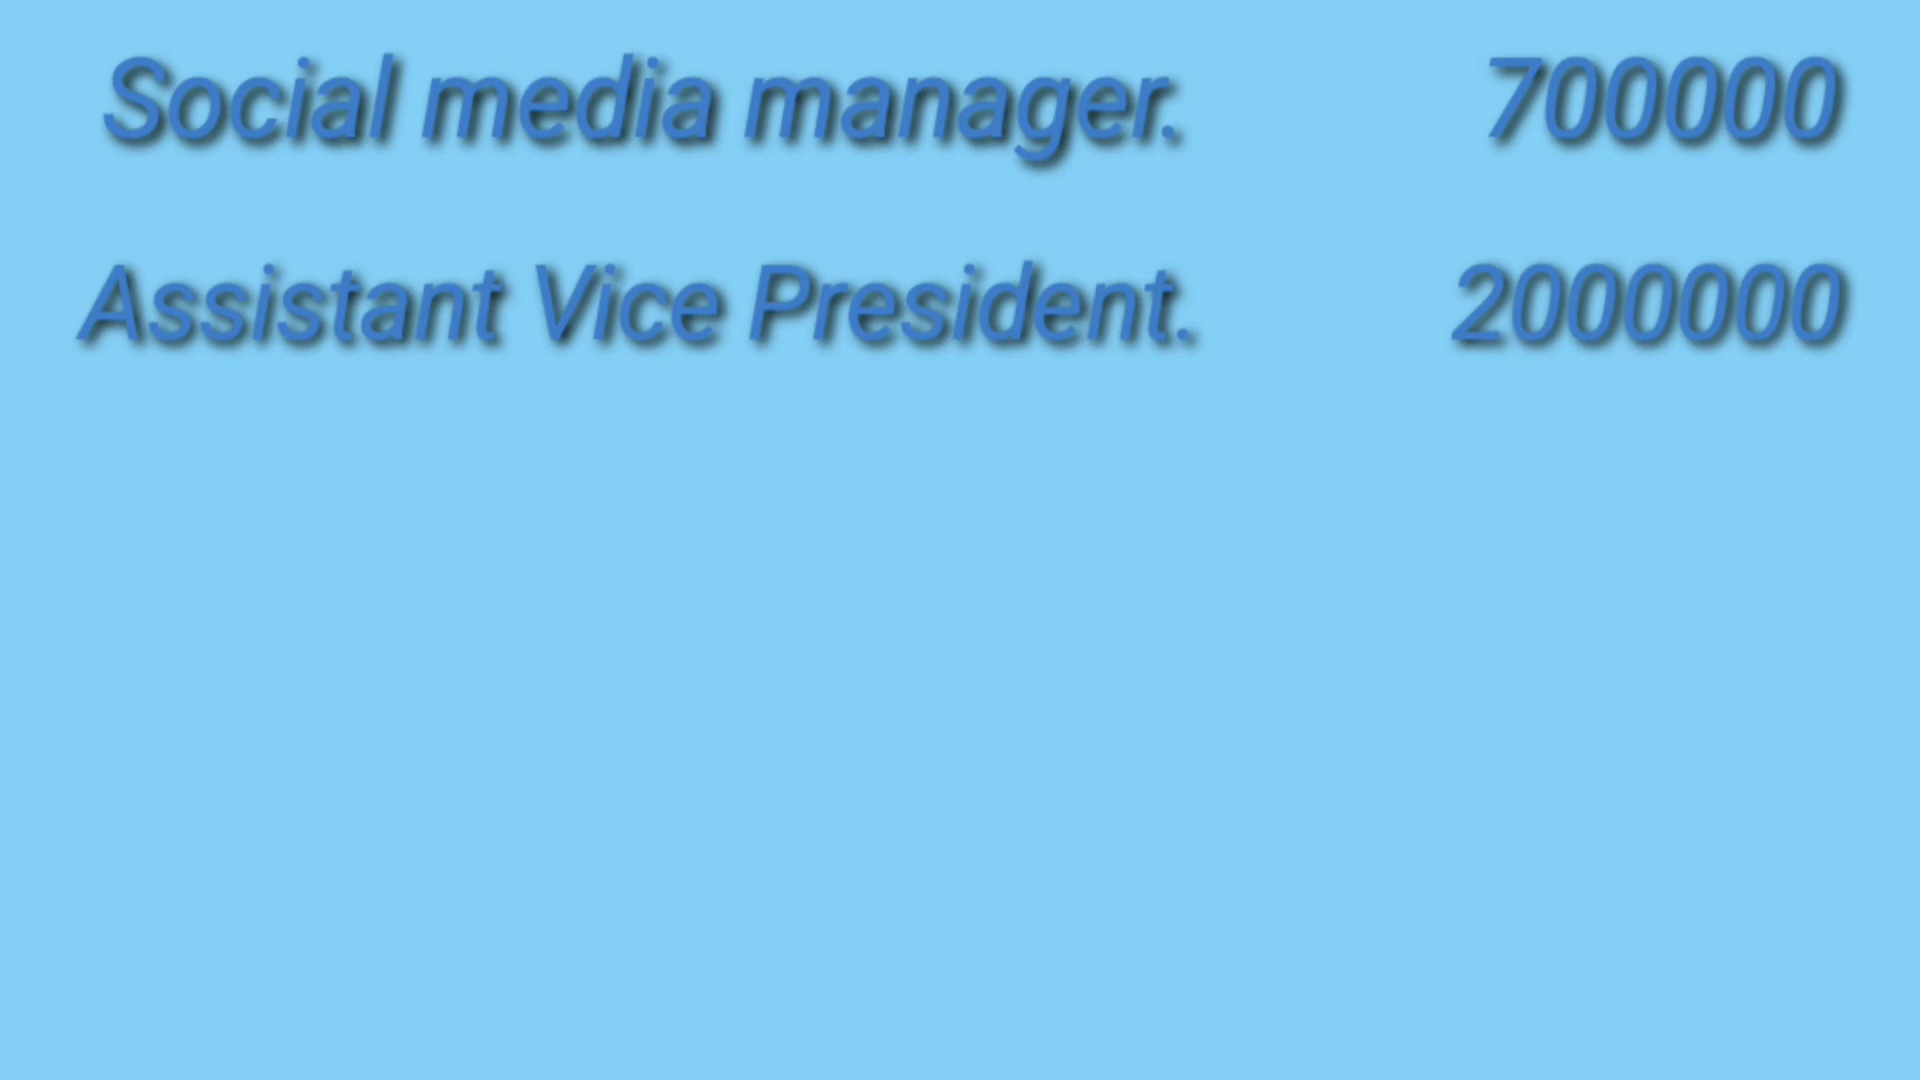 Social media manager. 700000
Assistant Vice President. 2000000